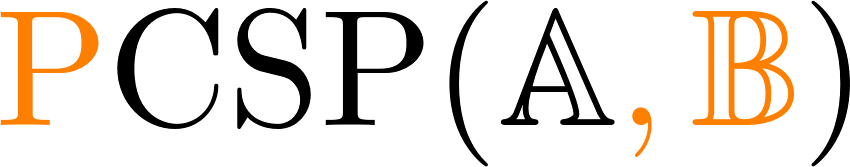 PCSP(𝔸, 𝔹)